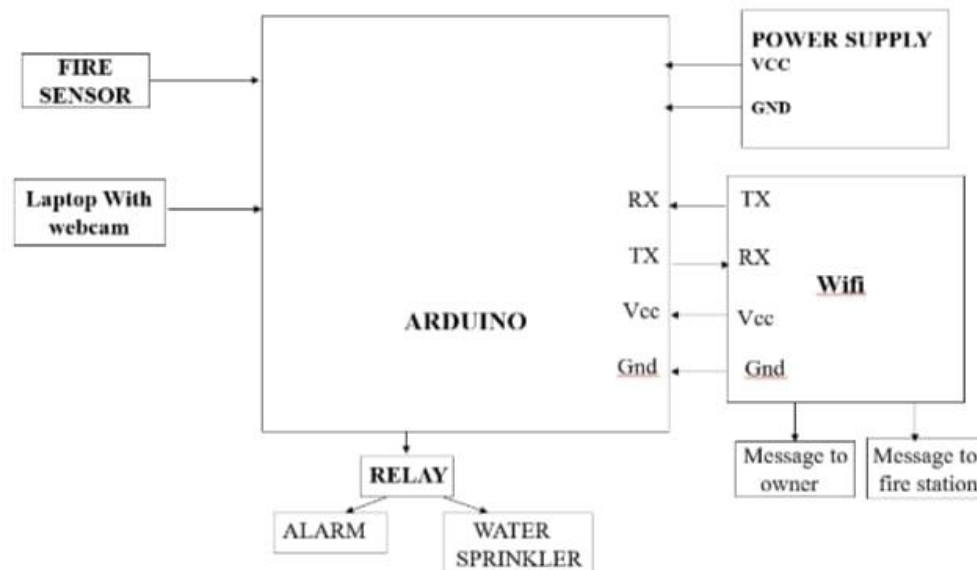 FIRE
SENSOR
Laptop With
webcam
ARDUINO
RX
TX
Vcc
Gnd
POWER SUPPLY
VCC
GND
TX
RX
Wifi
Vcc
Gnd
RELAY
ALARM
WATER
SPRINKLER
Message to
owner
Message to
fire station